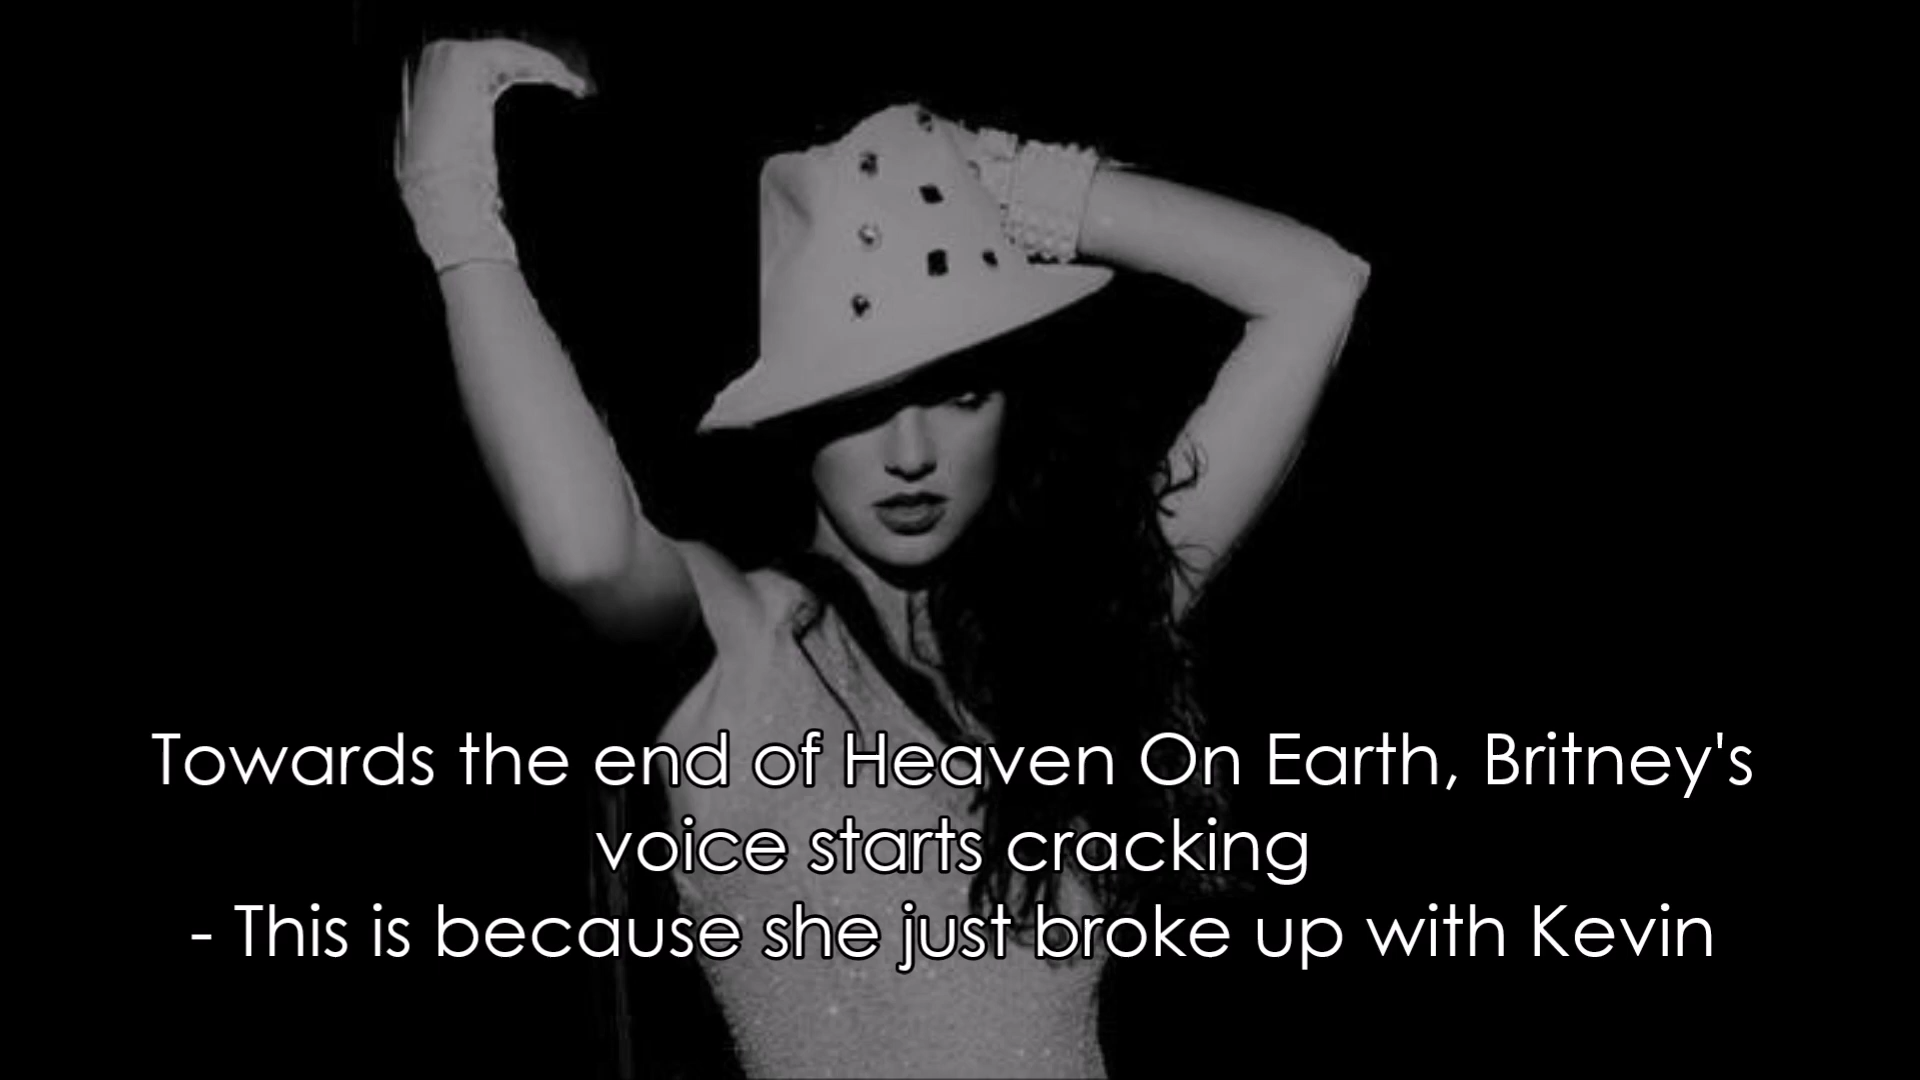 Towards the end of Heaven On Earth, Britney's
voice starts cracking
- This is because she just broke up with Kevin